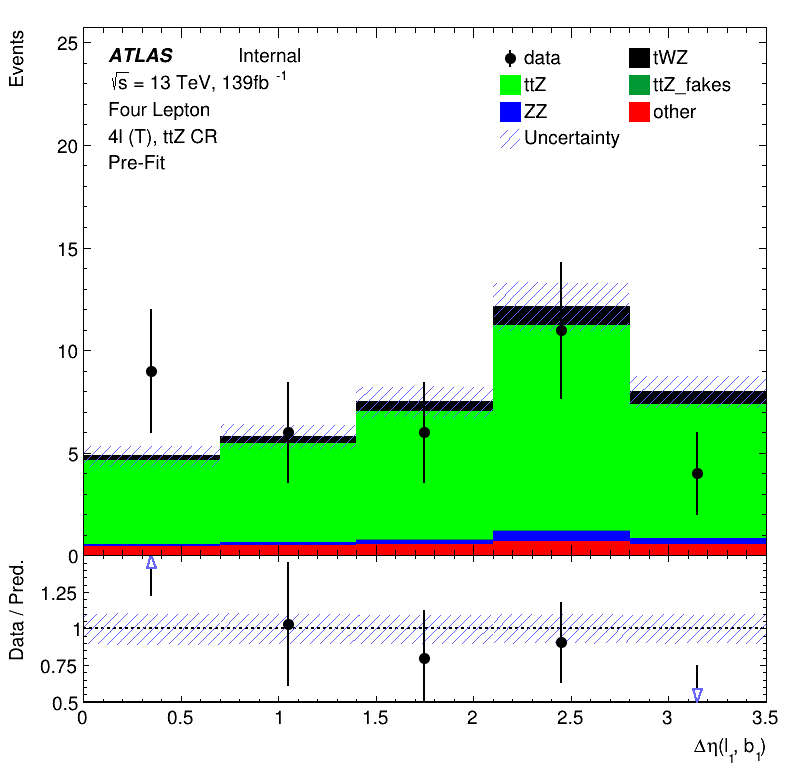 Events
25
20
15
10
5
0
ATLAS Internal
√s = 13 TeV, 139fb⁻¹
Four Lepton
4l (T), ttZ CR
Pre-Fit
data
tWZ
ttZ
ttZ_fakes
ZZ
other
Uncertainty
Data / Pred.
1.25
1
0.75
0.5
0 0.5 1 1.5 2 2.5 3 3.5
Δη(l₁, b₁)